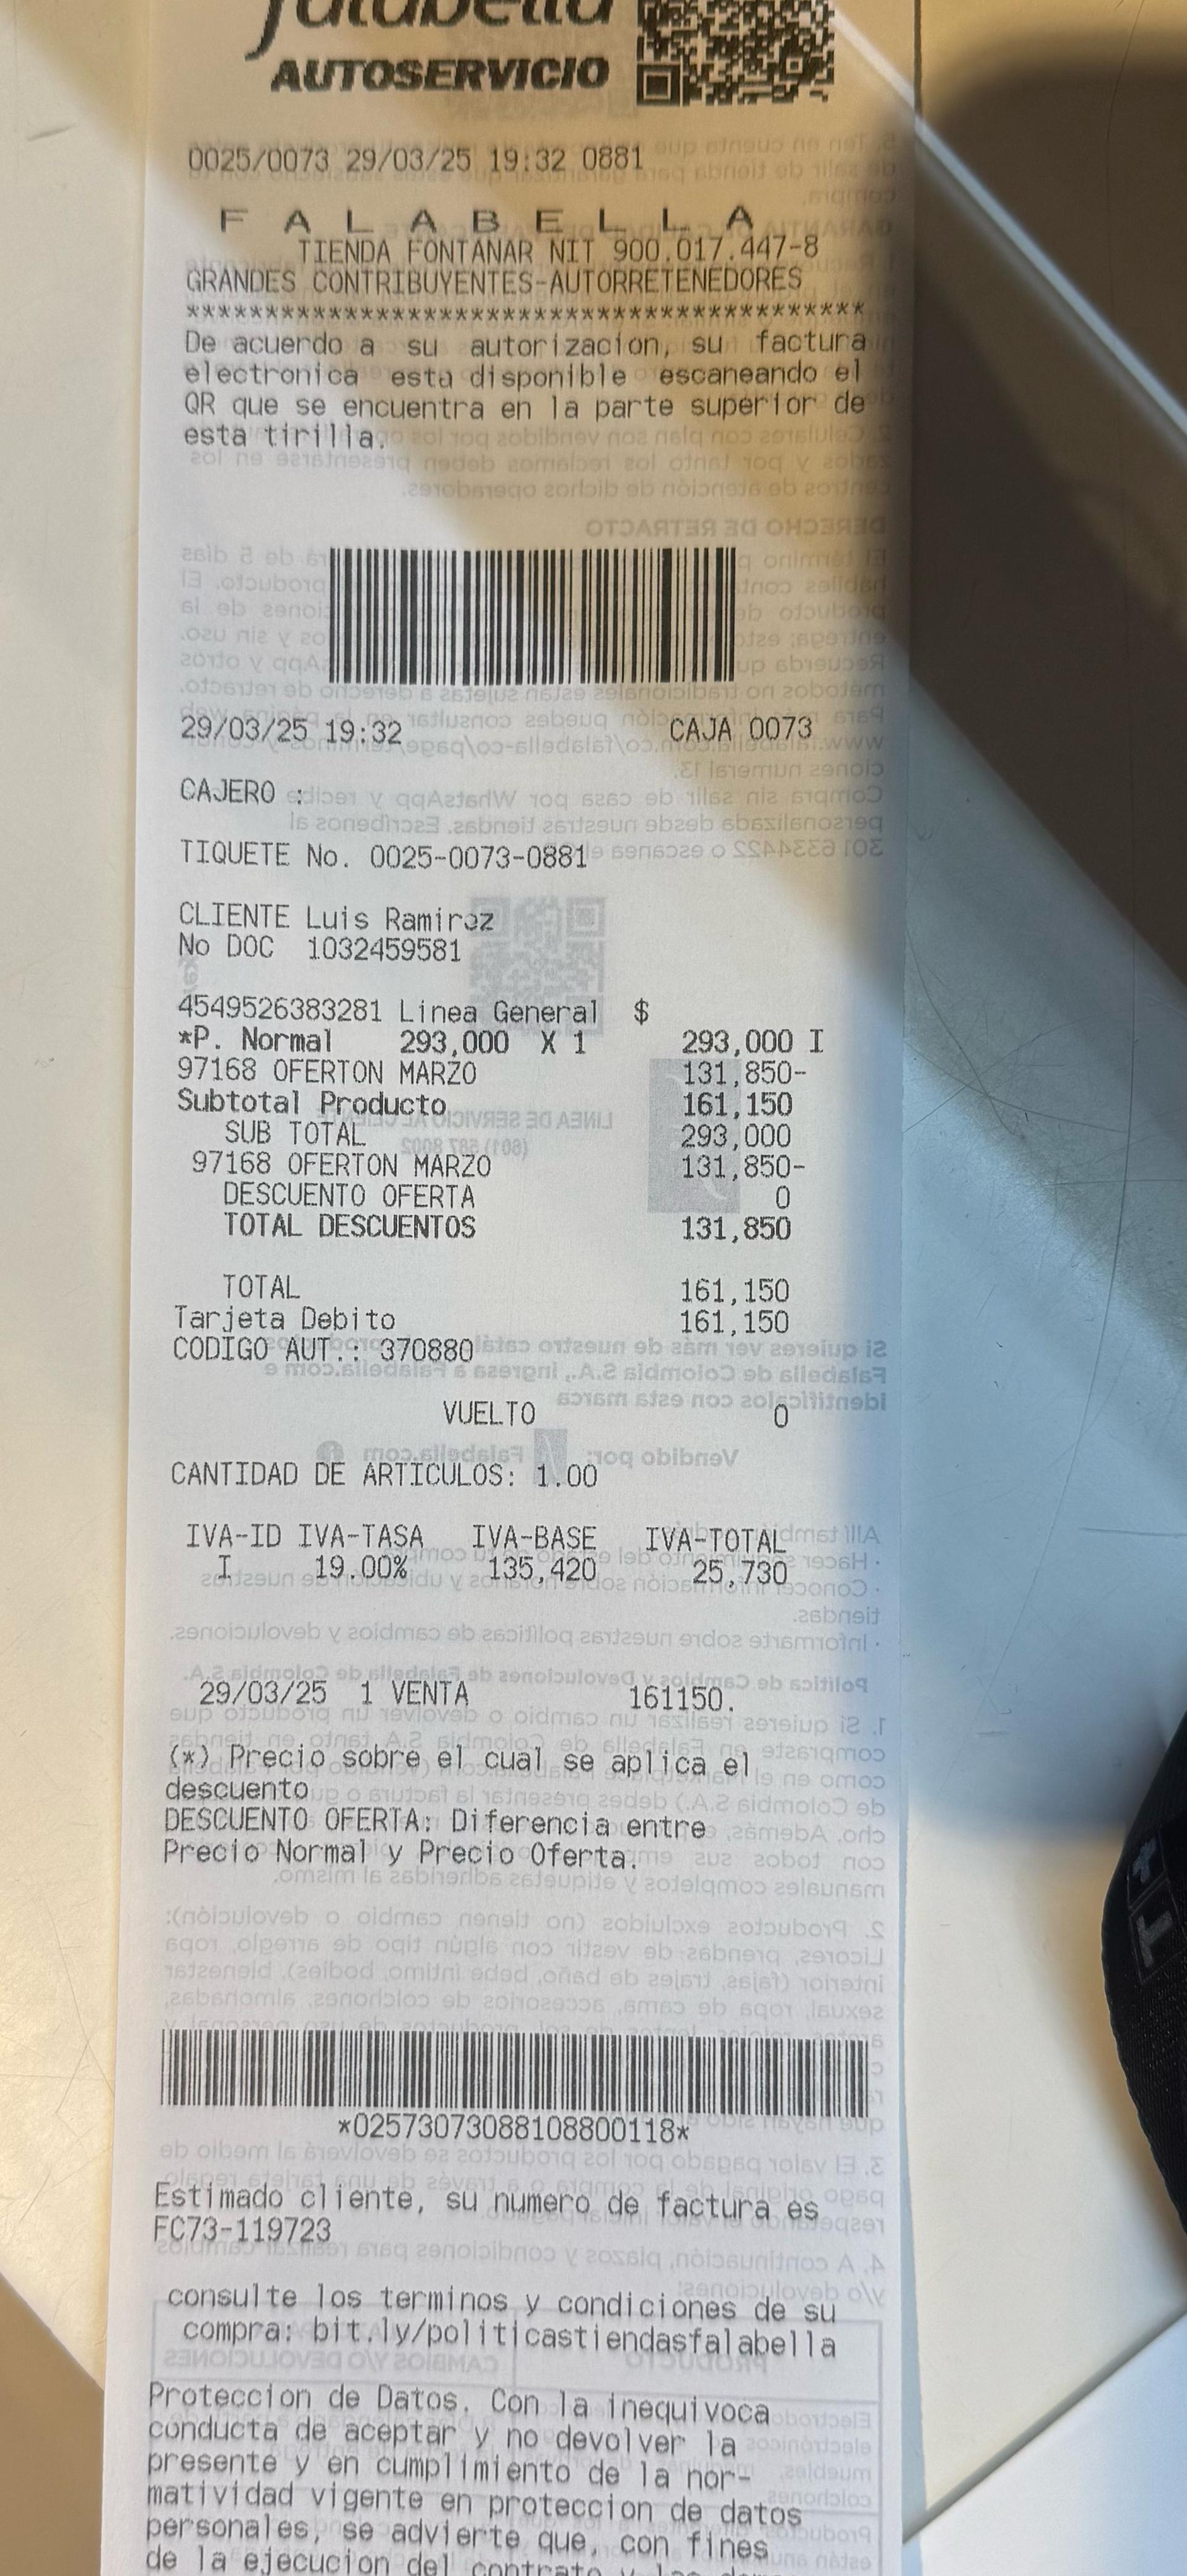 falabella
AUTOSERVICIO
0025/0073 29/03/25 19:32 0881
F A L A B E L L A
TIENDA FONTANAR NIT 900.017.447-8
GRANDES CONTRIBUYENTES-AUTORRETENEDORES
******************************************
De acuerdo a su autorizacion, su factura
electronica esta disponible escaneando el
QR que se encuentra en la parte superior de
esta tirilla.
29/03/25 19:32 CAJA 0073
CAJERO :
TIQUETE No. 0025-0073-0881
CLIENTE Luis Ramirez
No DOC 1032459581
4549526383281 Linea General $
*P. Normal 293,000 X 1 293,000 I
97168 OFERTON MARZO 131,850-
Subtotal Producto 161,150
SUB TOTAL 293,000
97168 OFERTON MARZO 131,850-
DESCUENTO OFERTA 0
TOTAL DESCUENTOS 131,850
TOTAL 161,150
Tarjeta Debito 161,150
CODIGO AUT.: 370880
VUELTO 0
CANTIDAD DE ARTICULOS: 1.00
IVA-ID IVA-TASA IVA-BASE IVA-TOTAL
I 19.00% 135,420 25,730
29/03/25 1 VENTA 161150.
(*) Precio sobre el cual se aplica el
descuento
DESCUENTO OFERTA: Diferencia entre
Precio Normal y Precio Oferta.
*02573073088108800118*
Estimado cliente, su numero de factura es
FC73-119723
consulte los terminos y condiciones de su
compra: bit.ly/politicastiendasfalabella
Proteccion de Datos. Con la inequivoca
conducta de aceptar y no devolver la
presente y en cumplimiento de la nor-
matividad vigente en proteccion de datos
personales, se advierte que, con fines
de la ejecucion del contrato y